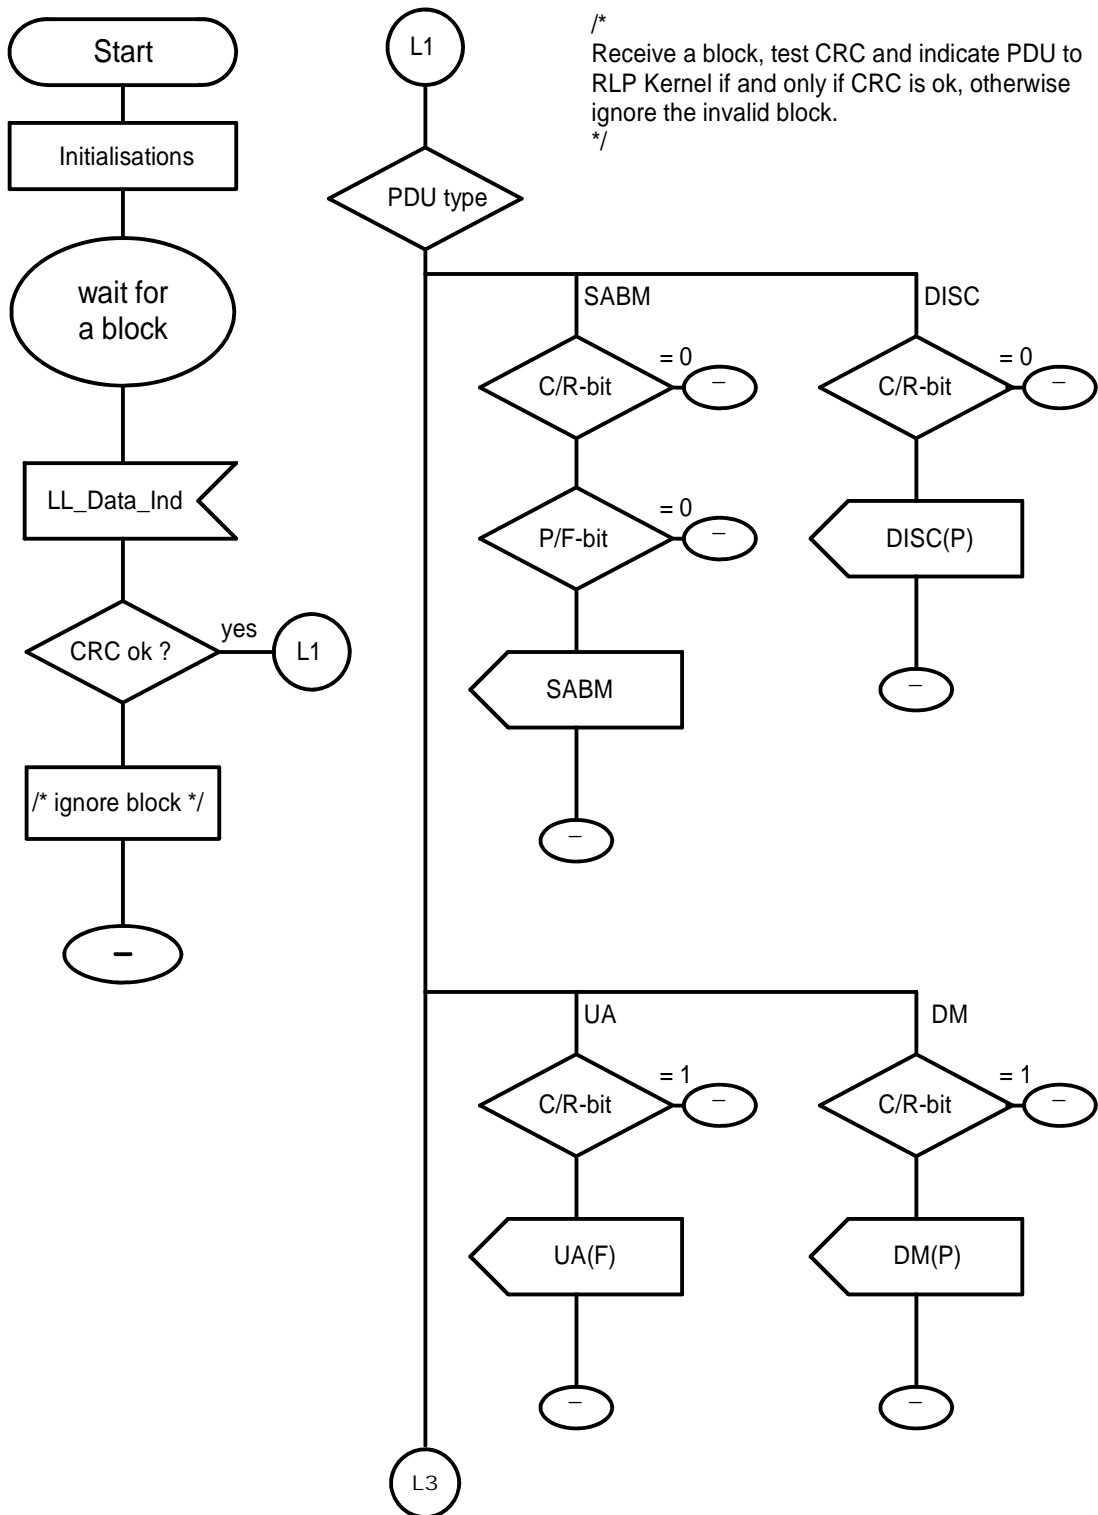 Start
Initialisations
wait for
a block
LL_Data_Ind
CRC ok ?
yes
L1
/* ignore block */
–
L1
/*
Receive a block, test CRC and indicate PDU to
RLP Kernel if and only if CRC is ok, otherwise
ignore the invalid block.
*/
PDU type
SABM
C/R-bit
= 0
–
P/F-bit
= 0
–
SABM
–
DISC
C/R-bit
= 0
–
DISC(P)
–
UA
C/R-bit
= 1
–
UA(F)
–
DM
C/R-bit
= 1
–
DM(P)
–
L3